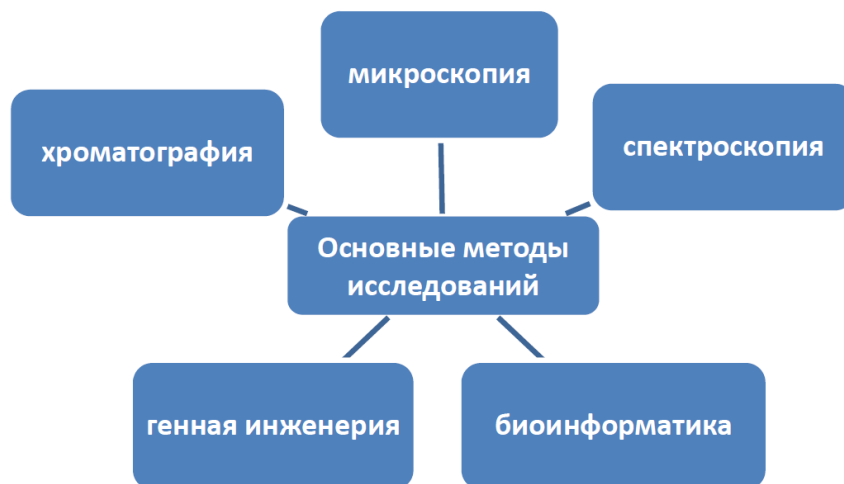 микроскопия
хроматография
спектроскопия
Основные методы
исследований
генная инженерия
биоинформатика